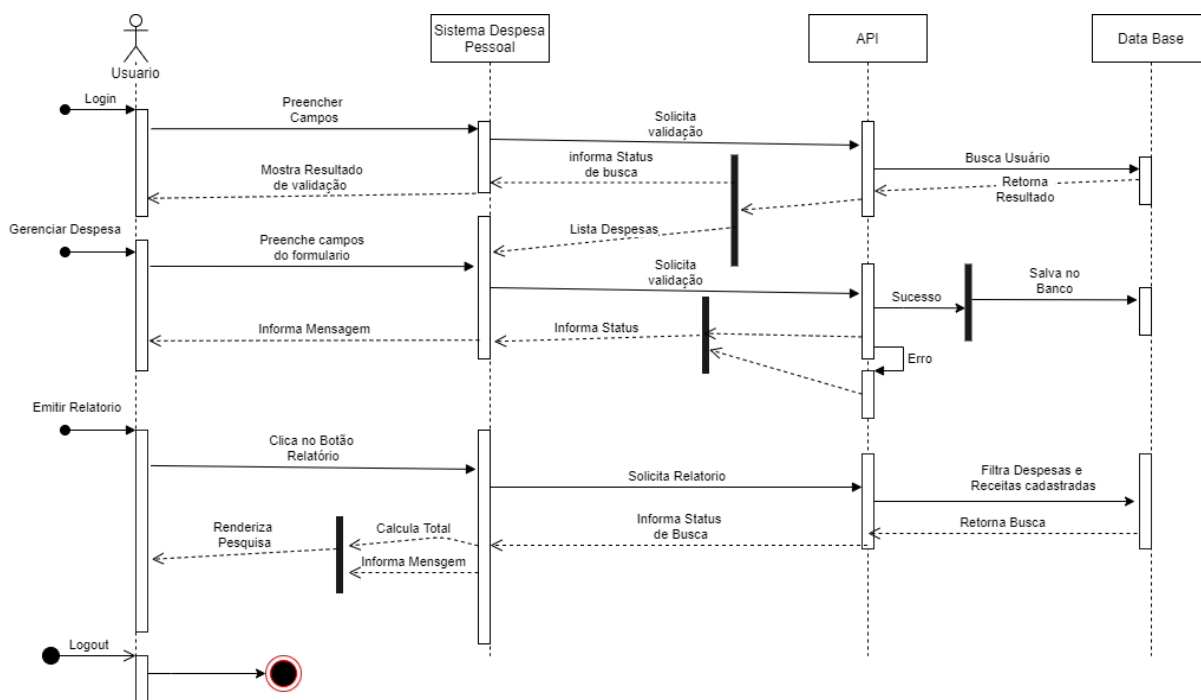 Sistema Despesa
Pessoal
API
Data Base
Usuario
Login
Preencher
Campos
Solicita
validação
informa Status
de busca
Busca Usuário
Mostra Resultado
de validação
Retorna
Resultado
Lista Despesas
Gerenciar Despesa
Preenche campos
do formulario
Solicita
validação
Sucesso
Salva no
Banco
Informa Mensagem
Informa Status
Erro
Emitir Relatorio
Clica no Botão
Relatório
Solicita Relatorio
Filtra Despesas e
Receitas cadastradas
Renderiza
Pesquisa
Calcula Total
Informa Status
de Busca
Retorna Busca
Informa Mensgem
Logout